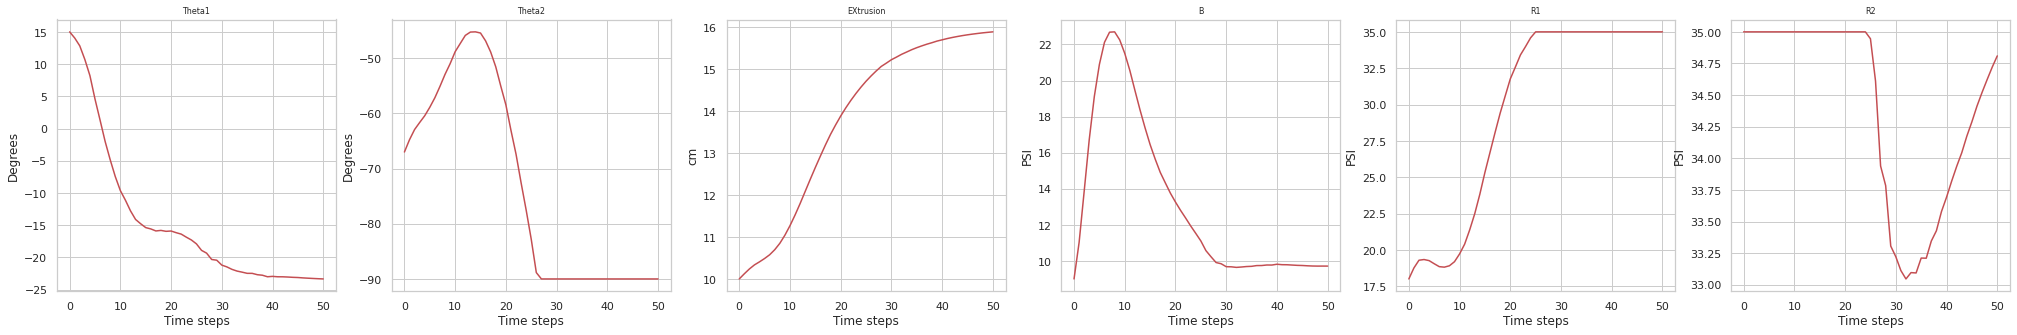 Theta1
15
10
5
0
−5
−10
−15
−20
−25
Degrees
0 10 20 30 40 50
Time steps
Theta2
−50
−60
−70
−80
−90
Degrees
0 10 20 30 40 50
Time steps
EXtrusion
16
15
14
13
12
11
10
cm
0 10 20 30 40 50
Time steps
B
22
20
18
16
14
12
10
PSI
0 10 20 30 40 50
Time steps
R1
35.0
32.5
30.0
27.5
25.0
22.5
20.0
17.5
PSI
0 10 20 30 40 50
Time steps
R2
35.00
34.75
34.50
34.25
34.00
33.75
33.50
33.25
33.00
PSI
0 10 20 30 40 50
Time steps